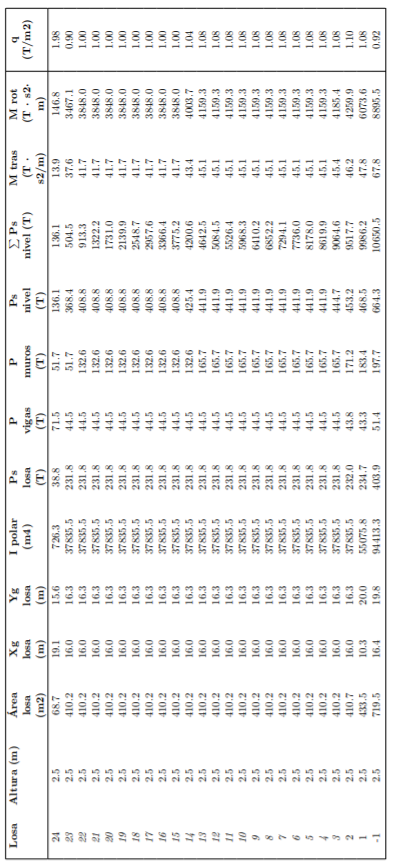 Área Xg Yg I polar Ps P P Ps ∑ Ps M tras M rot q
Losa Altura (m) losa losa losa (m4) losa vigas muros nivel nivel (T) (T · (T · s2- (T/m2)
(m2) (m) (m) (T) (T) (T) (T) s2/m) m)
24 2.5 68.7 19.1 15.6 726.3 38.8 71.5 51.7 136.1 136.1 13.9 146.8 1.98
23 2.5 410.2 16.0 16.3 37835.5 231.8 44.5 51.7 368.4 504.5 37.6 3467.1 0.90
22 2.5 410.2 16.0 16.3 37835.5 231.8 44.5 132.6 408.8 913.3 41.7 3848.0 1.00
21 2.5 410.2 16.0 16.3 37835.5 231.8 44.5 132.6 408.8 1322.2 41.7 3848.0 1.00
20 2.5 410.2 16.0 16.3 37835.5 231.8 44.5 132.6 408.8 1731.0 41.7 3848.0 1.00
19 2.5 410.2 16.0 16.3 37835.5 231.8 44.5 132.6 408.8 2139.9 41.7 3848.0 1.00
18 2.5 410.2 16.0 16.3 37835.5 231.8 44.5 132.6 408.8 2548.7 41.7 3848.0 1.00
17 2.5 410.2 16.0 16.3 37835.5 231.8 44.5 132.6 408.8 2957.6 41.7 3848.0 1.00
16 2.5 410.2 16.0 16.3 37835.5 231.8 44.5 132.6 408.8 3366.4 41.7 3848.0 1.00
15 2.5 410.2 16.0 16.3 37835.5 231.8 44.5 132.6 408.8 3775.2 41.7 3848.0 1.00
14 2.5 410.2 16.0 16.3 37835.5 231.8 44.5 132.6 425.4 4200.6 43.4 4003.7 1.04
13 2.5 410.2 16.0 16.3 37835.5 231.8 44.5 165.7 441.9 4642.5 45.1 4159.3 1.08
12 2.5 410.2 16.0 16.3 37835.5 231.8 44.5 165.7 441.9 5084.5 45.1 4159.3 1.08
11 2.5 410.2 16.0 16.3 37835.5 231.8 44.5 165.7 441.9 5526.4 45.1 4159.3 1.08
10 2.5 410.2 16.0 16.3 37835.5 231.8 44.5 165.7 441.9 5968.3 45.1 4159.3 1.08
9 2.5 410.2 16.0 16.3 37835.5 231.8 44.5 165.7 441.9 6410.2 45.1 4159.3 1.08
8 2.5 410.2 16.0 16.3 37835.5 231.8 44.5 165.7 441.9 6852.2 45.1 4159.3 1.08
7 2.5 410.2 16.0 16.3 37835.5 231.8 44.5 165.7 441.9 7294.1 45.1 4159.3 1.08
6 2.5 410.2 16.0 16.3 37835.5 231.8 44.5 165.7 441.9 7736.0 45.1 4159.3 1.08
5 2.5 410.2 16.0 16.3 37835.5 231.8 44.5 165.7 441.9 8178.0 45.1 4159.3 1.08
4 2.5 410.2 16.0 16.3 37835.5 231.8 44.5 165.7 441.9 8619.9 45.1 4159.3 1.08
3 2.5 410.2 16.0 16.3 37835.5 231.8 44.5 165.7 444.7 9064.6 45.4 4185.4 1.08
2 2.5 410.7 16.0 16.3 37835.5 232.0 43.8 171.2 453.2 9517.7 46.2 4259.9 1.10
1 2.5 433.5 10.3 20.0 55075.8 234.7 43.3 183.4 468.5 9986.2 47.8 6073.6 1.08
-1 2.5 719.5 16.4 19.8 94413.3 403.9 51.4 197.7 664.3 10650.5 67.8 8895.5 0.92